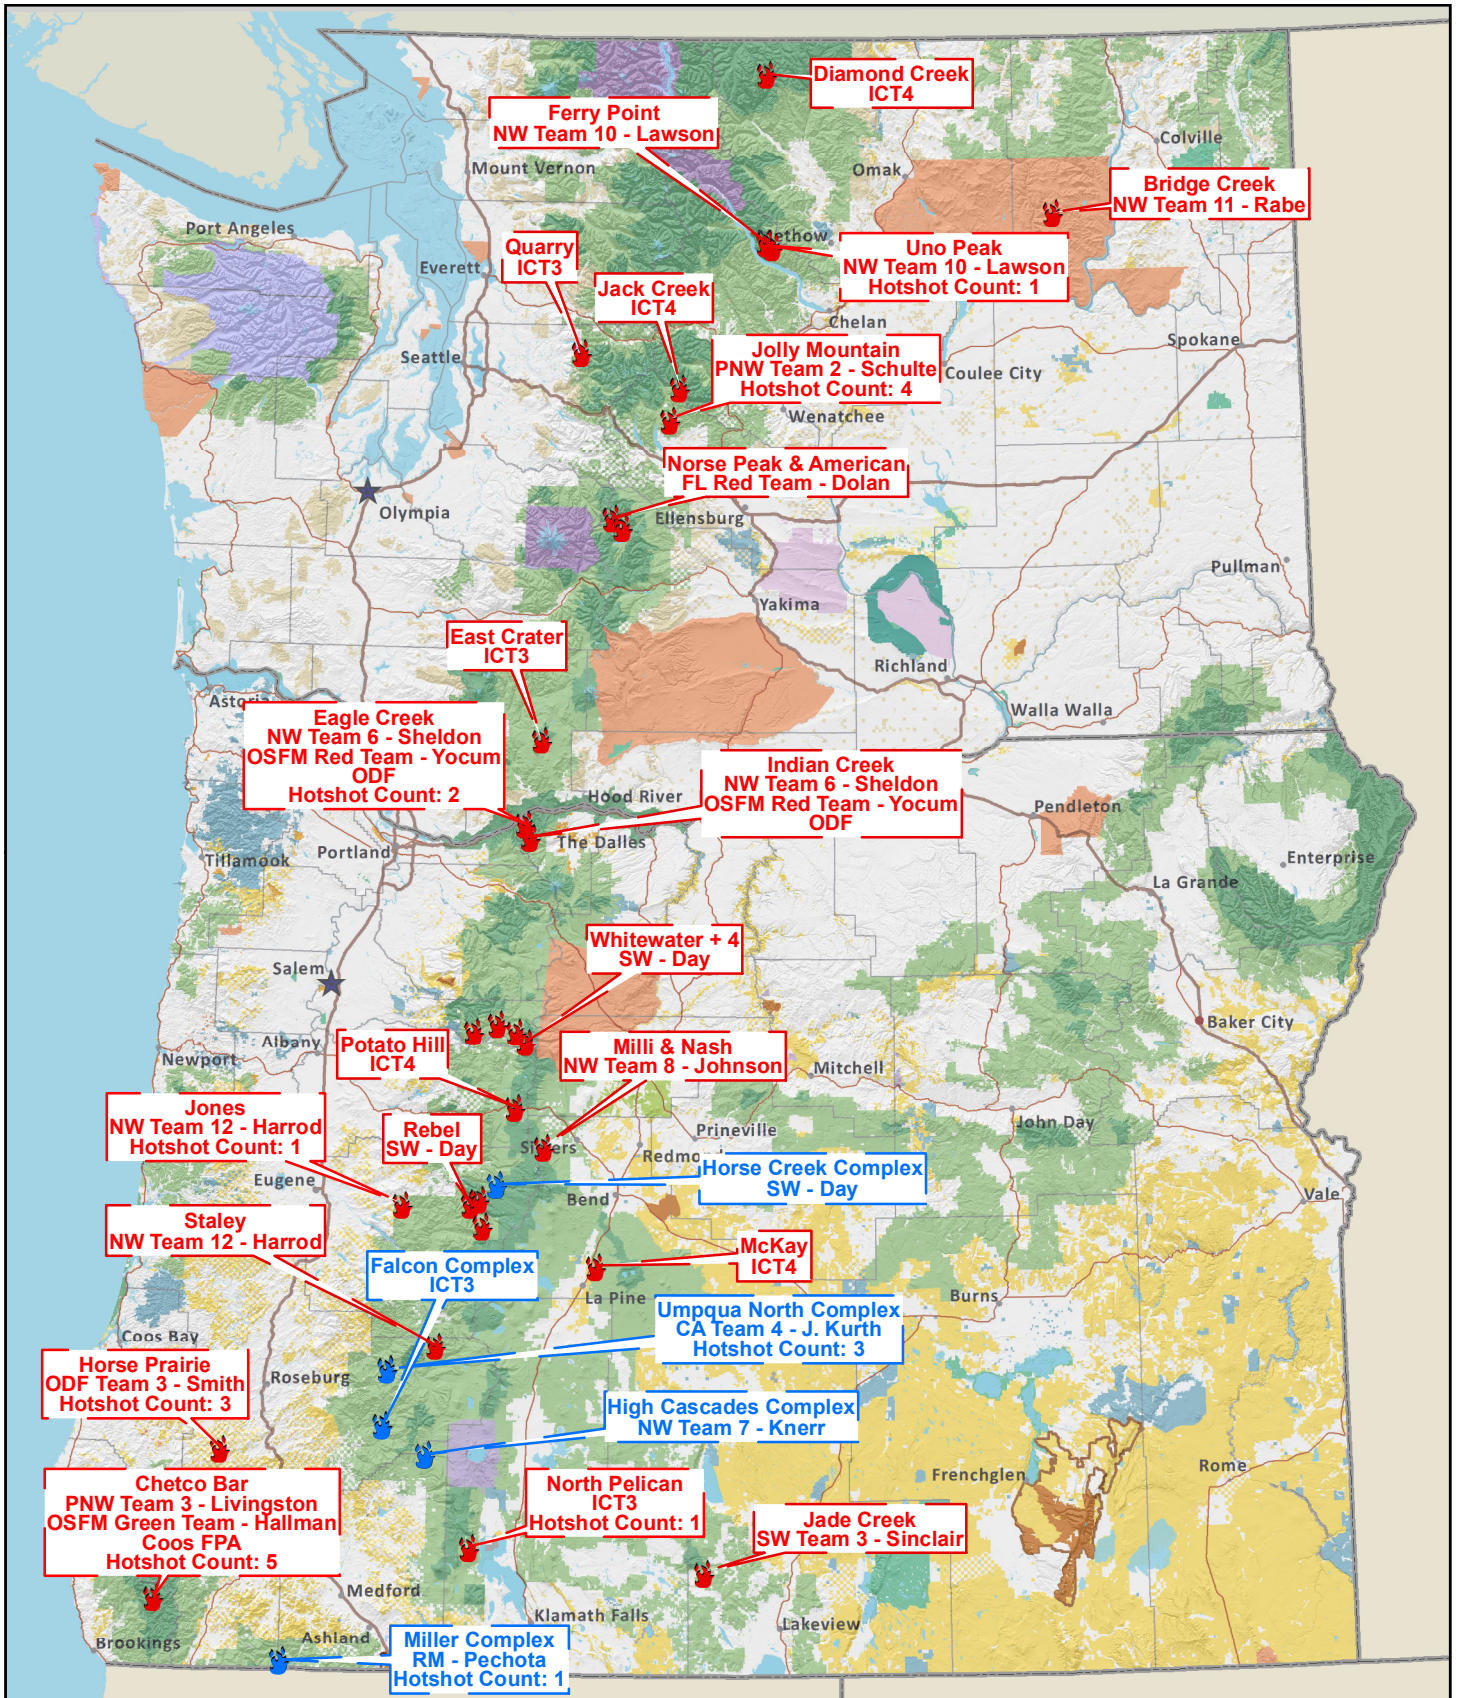 Diamond Creek
ICT4
Ferry Point
NW Team 10 - Lawson
Colville
Mount Vernon
Omak
Bridge Creek
NW Team 11 - Rabe
Port Angeles
Methow
Quarry
ICT3
Uno Peak
NW Team 10 - Lawson
Hotshot Count: 1
Everett
Jack Creek
ICT4
Chelan
Spokane
Seattle
Jolly Mountain
PNW Team 2 - Schulte
Hotshot Count: 4
Coulee City
Wenatchee
Norse Peak & American
FL Red Team - Dolan
Olympia
Ellensburg
Pullman
Yakima
East Crater
ICT3
Richland
Astoria
Walla Walla
Eagle Creek
NW Team 6 - Sheldon
OSFM Red Team - Yocum
ODF
Hotshot Count: 2
Indian Creek
NW Team 6 - Sheldon
OSFM Red Team - Yocum
ODF
Hood River
Pendleton
The Dalles
Portland
Tillamook
Enterprise
La Grande
Whitewater + 4
SW - Day
Salem
Baker City
Albany
Newport
Potato Hill
ICT4
Milli & Nash
NW Team 8 - Johnson
Mitchell
Jones
NW Team 12 - Harrod
Hotshot Count: 1
Rebel
SW - Day
John Day
Prineville
Sisters
Redmond
Horse Creek Complex
SW - Day
Eugene
Bend
Vale
Staley
NW Team 12 - Harrod
McKay
ICT4
Falcon Complex
ICT3
La Pine
Burns
Umpqua North Complex
CA Team 4 - J. Kurth
Hotshot Count: 3
Coos Bay
Horse Prairie
ODF Team 3 - Smith
Hotshot Count: 3
Roseburg
High Cascades Complex
NW Team 7 - Knerr
Rome
Frenchglen
Chetco Bar
PNW Team 3 - Livingston
OSFM Green Team - Hallman
Coos FPA
Hotshot Count: 5
North Pelican
ICT3
Hotshot Count: 1
Jade Creek
SW Team 3 - Sinclair
Medford
Klamath Falls
Lakeview
Brookings
Ashland
Miller Complex
RM - Pechota
Hotshot Count: 1